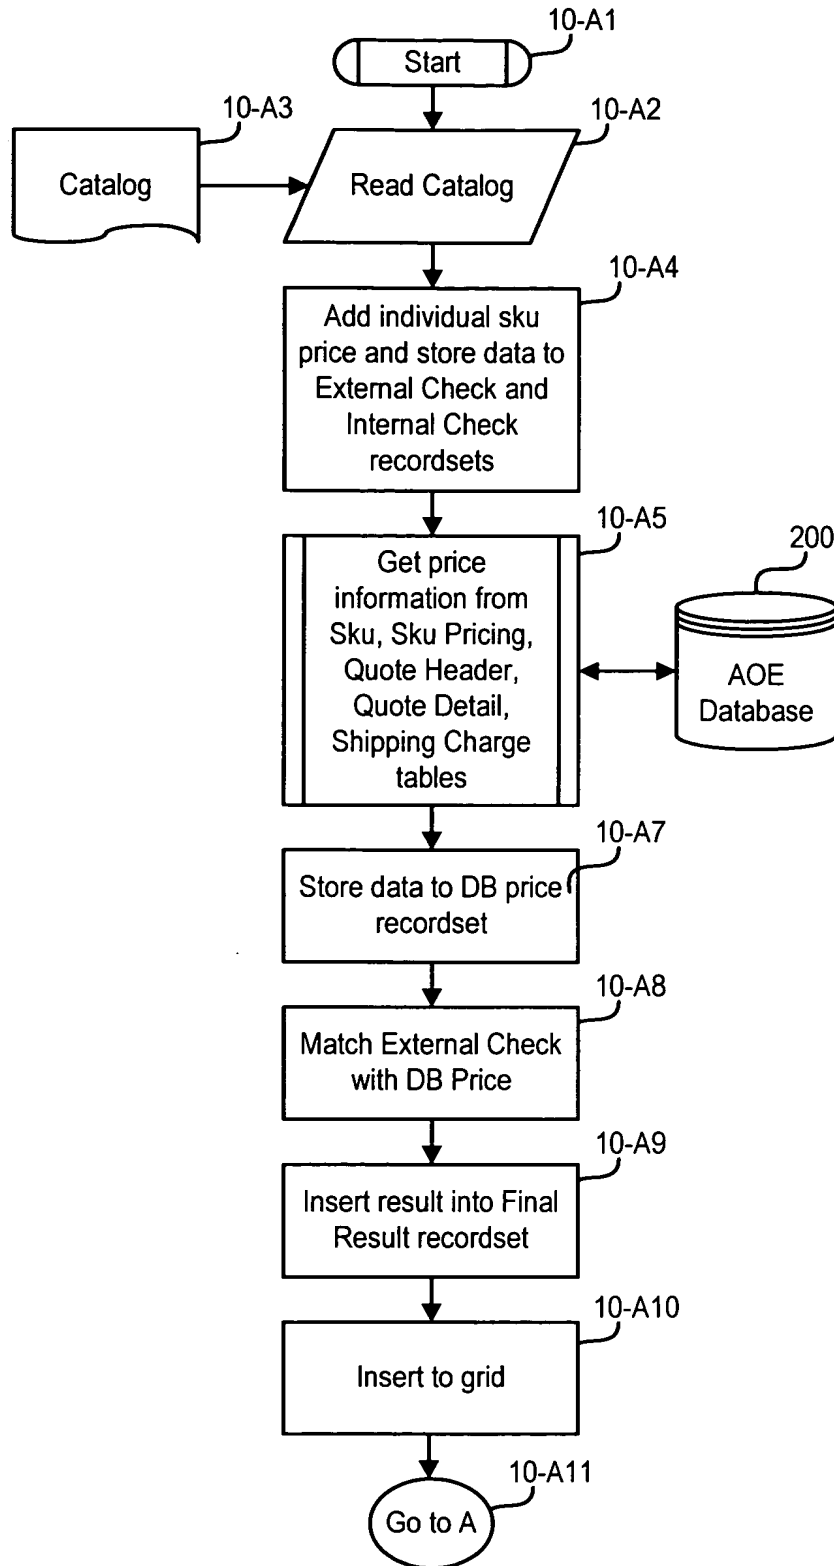 10-A1
Start
10-A3
10-A2
Catalog
Read Catalog
10-A4
Add individual sku
price and store data to
External Check and
Internal Check
recordsets
10-A5
200
Get price
information from
Sku, Sku Pricing,
Quote Header,
Quote Detail,
Shipping Charge
tables
AOE
Database
10-A7
Store data to DB price
recordset
10-A8
Match External Check
with DB Price
10-A9
Insert result into Final
Result recordset
10-A10
Insert to grid
10-A11
Go to A